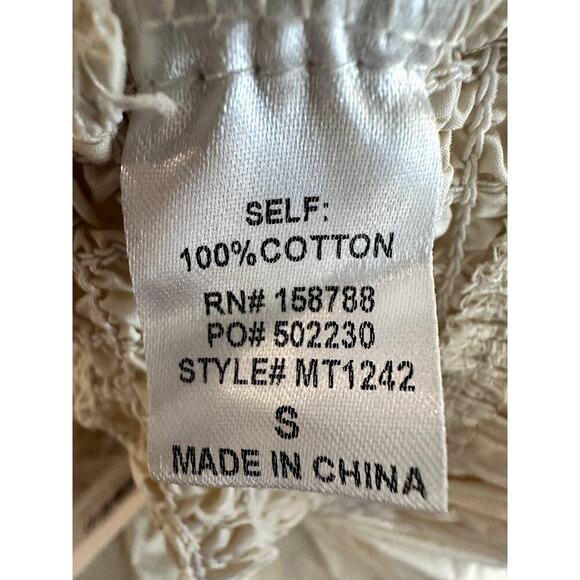 SELF:
100%COTTON
RN# 158788
PO# 502230
STYLE# MT1242
S
MADE IN CHINA